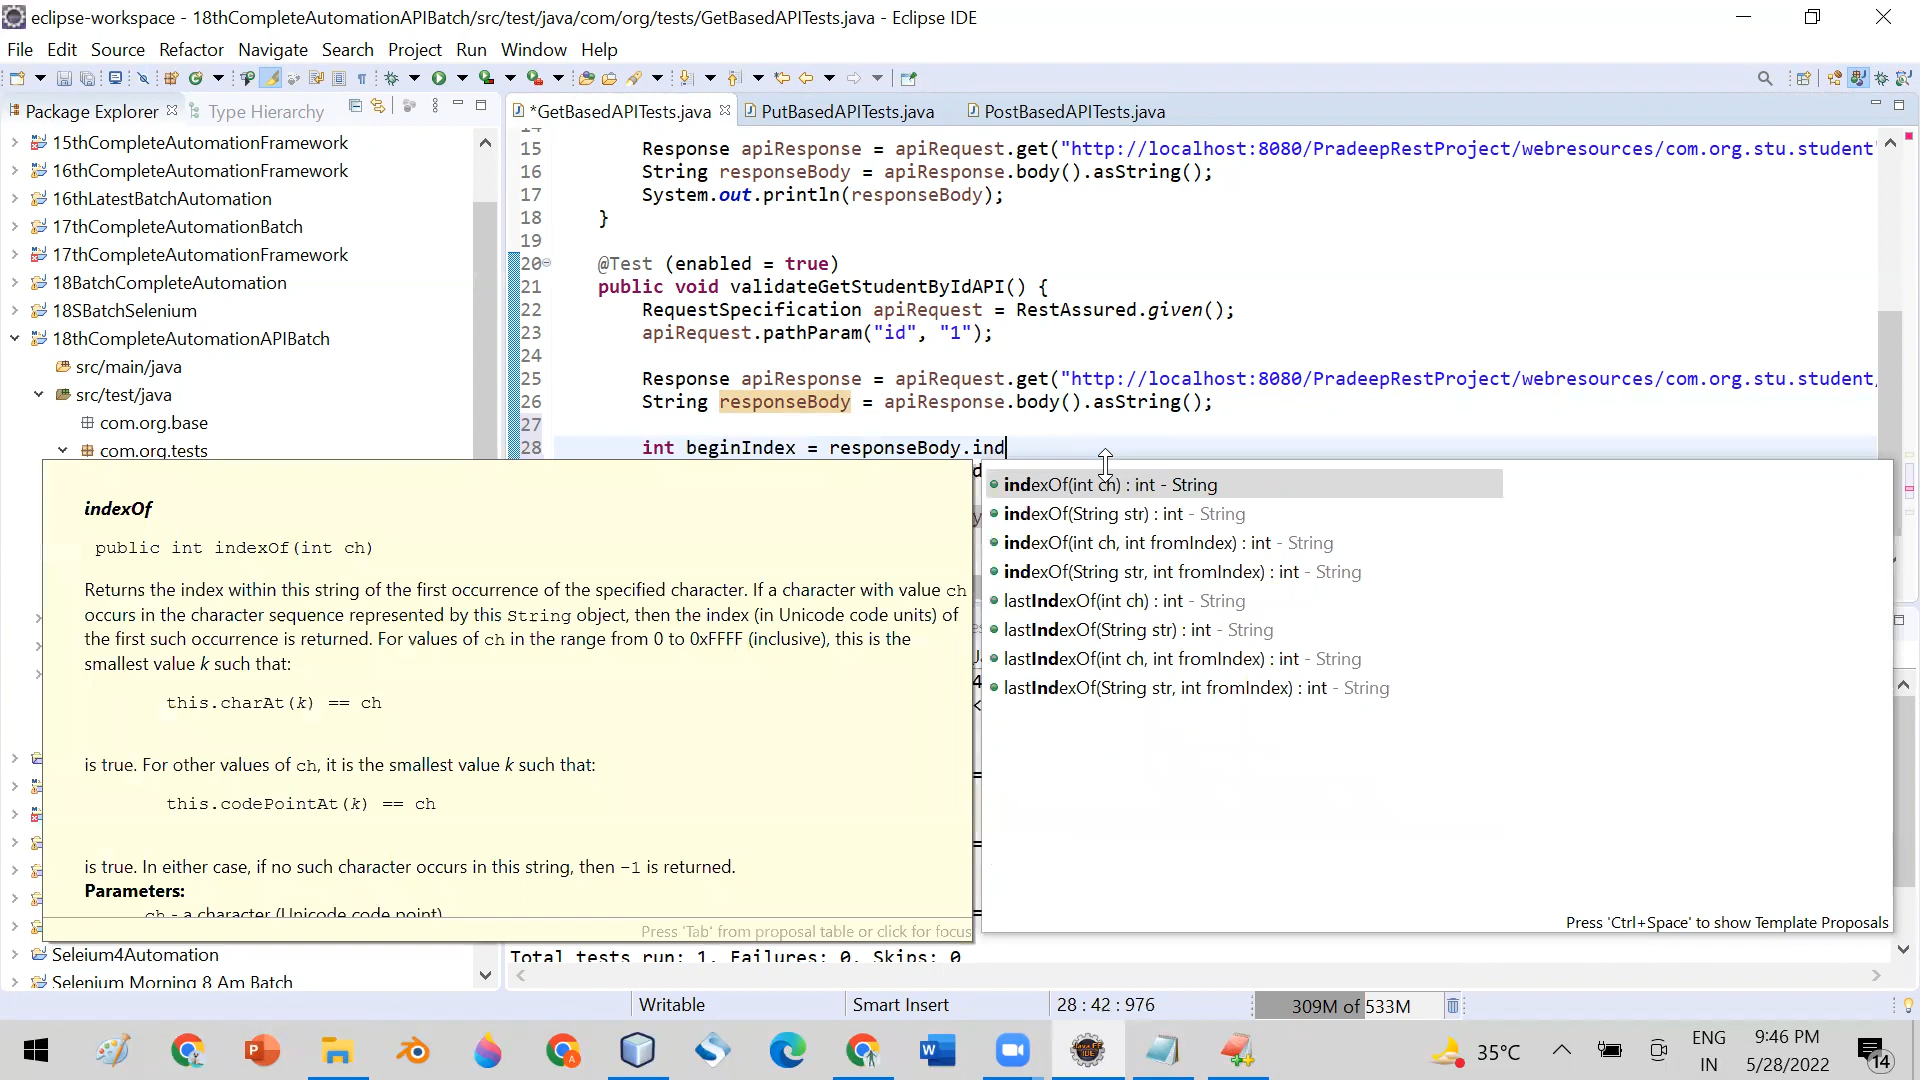 eclipse-workspace - 18thCompleteAutomationAPIBatch/src/test/java/com/org/tests/GetBasedAPITests.java - Eclipse IDE
File Edit Source Refactor Navigate Search Project Run Window Help
Package Explorer Type Hierarchy
*GetBasedAPITests.java PutBasedAPITests.java PostBasedAPITests.java
15thCompleteAutomationFramework
16thCompleteAutomationFramework
16thLatestBatchAutomation
17thCompleteAutomationBatch
17thCompleteAutomationFramework
18BatchCompleteAutomation
18SBatchSelenium
18thCompleteAutomationAPIBatch
src/main/java
src/test/java
com.org.base
com.org.tests
14
15 Response apiResponse = apiRequest.get("http://localhost:8080/PradeepRestProject/webresources/com.org.stu.student"
16 String responseBody = apiResponse.body().asString();
17 System.out.println(responseBody);
18 }
19
20 @Test (enabled = true)
21 public void validateGetStudentByIdAPI() {
22 RequestSpecification apiRequest = RestAssured.given();
23 apiRequest.pathParam("id", "1");
24
25 Response apiResponse = apiRequest.get("http://localhost:8080/PradeepRestProject/webresources/com.org.stu.student/
26 String responseBody = apiResponse.body().asString();
27
28 int beginIndex = responseBody.ind
indexOf
public int indexOf(int ch)
Returns the index within this string of the first occurrence of the specified character. If a character with value ch
occurs in the character sequence represented by this String object, then the index (in Unicode code units) of
the first such occurrence is returned. For values of ch in the range from 0 to 0xFFFF (inclusive), this is the
smallest value k such that:
this.charAt(k) == ch
is true. For other values of ch, it is the smallest value k such that:
this.codePointAt(k) == ch
is true. In either case, if no such character occurs in this string, then -1 is returned.
Parameters:
ch - a character (Unicode code point)
Press 'Tab' from proposal table or click for focus
indexOf(int ch) : int - String
indexOf(String str) : int - String
indexOf(int ch, int fromIndex) : int - String
indexOf(String str, int fromIndex) : int - String
lastIndexOf(int ch) : int - String
lastIndexOf(String str) : int - String
lastIndexOf(int ch, int fromIndex) : int - String
lastIndexOf(String str, int fromIndex) : int - String
Press 'Ctrl+Space' to show Template Proposals
Seleium4Automation
Selenium Morning 8 Am Batch
Total tests run: 1, Failures: 0, Skips: 0
Writable Smart Insert 28 : 42 : 976 309M of 533M
35°C
ENG
IN
9:46 PM
5/28/2022
14